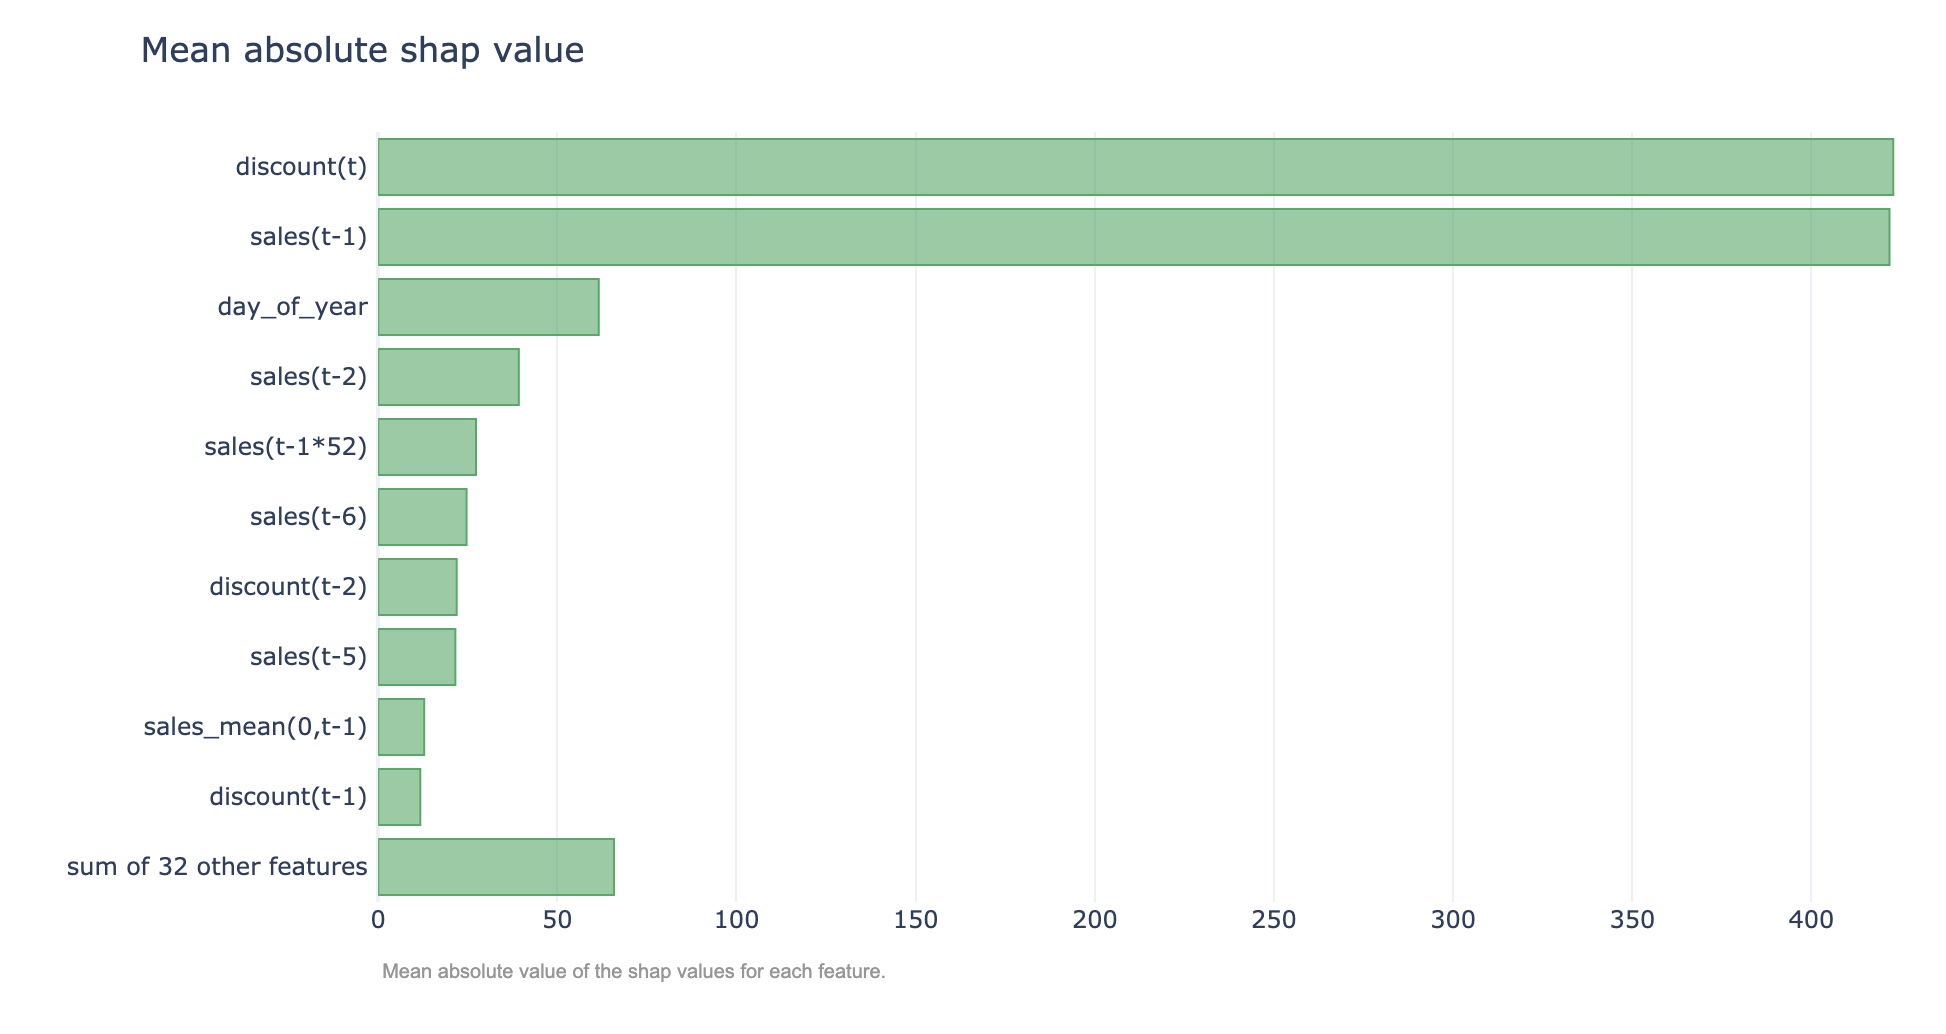 Mean absolute shap value
discount(t)
sales(t-1)
day_of_year
sales(t-2)
sales(t-1*52)
sales(t-6)
discount(t-2)
sales(t-5)
sales_mean(0,t-1)
discount(t-1)
sum of 32 other features
0 50 100 150 200 250 300 350 400
Mean absolute value of the shap values for each feature.